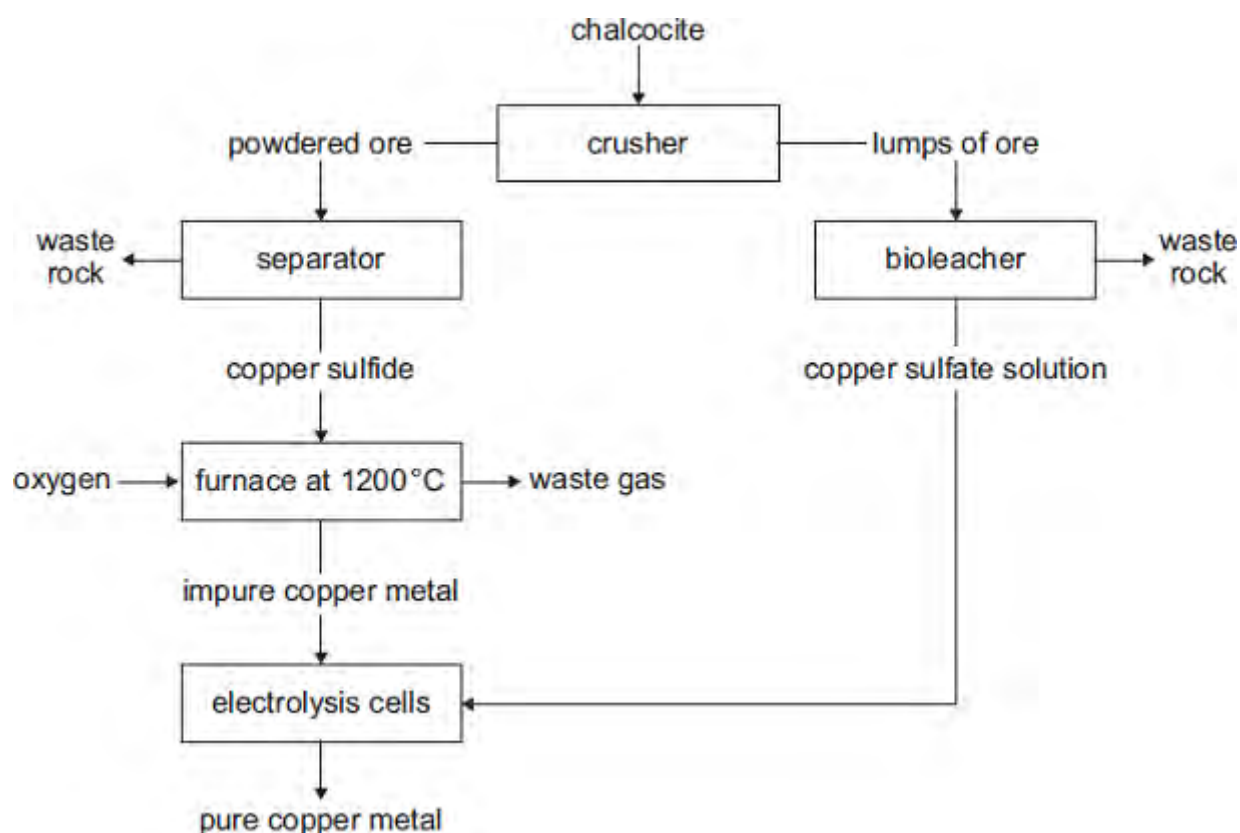 chalcocite
powdered ore
crusher
lumps of ore
waste
rock
separator
bioleacher
waste
rock
copper sulfide
copper sulfate solution
oxygen
furnace at 1200°C
waste gas
impure copper metal
electrolysis cells
pure copper metal